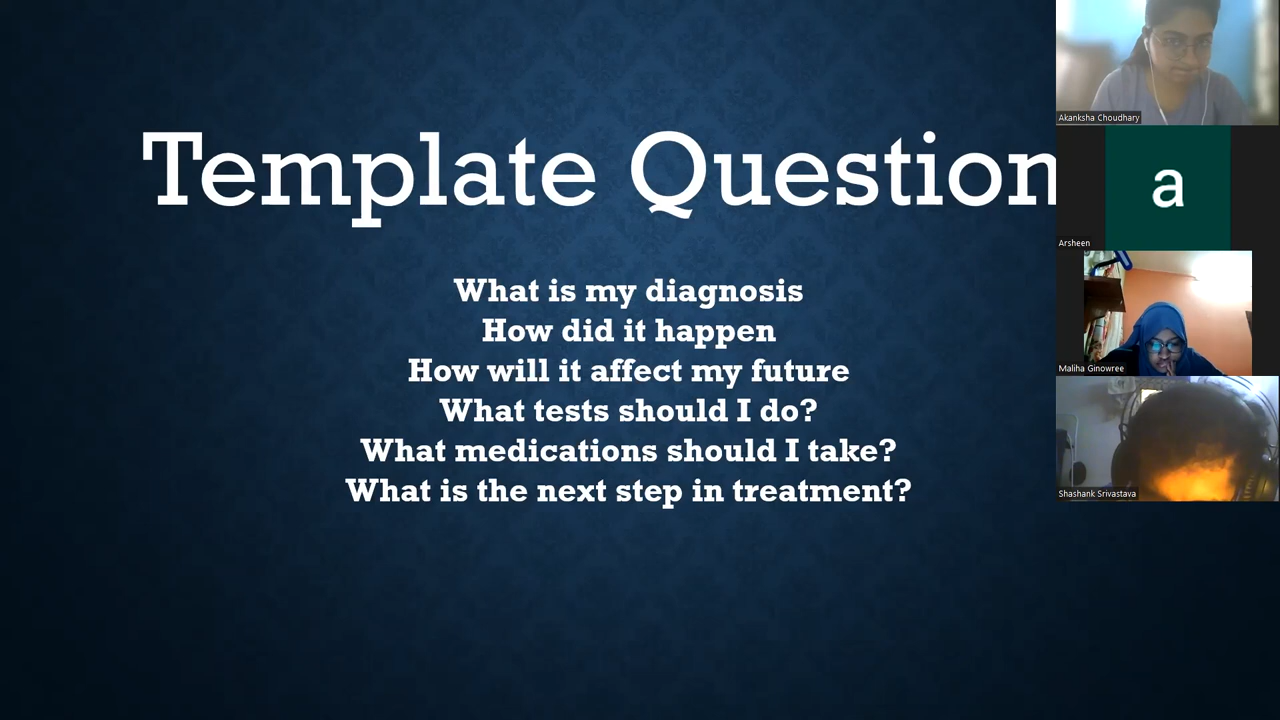 Template Question
What is my diagnosis
How did it happen
How will it affect my future
What tests should I do?
What medications should I take?
What is the next step in treatment?
Akanksha Choudhary
a
Arsheen
Maliha Ginowree
Shashank Srivastava